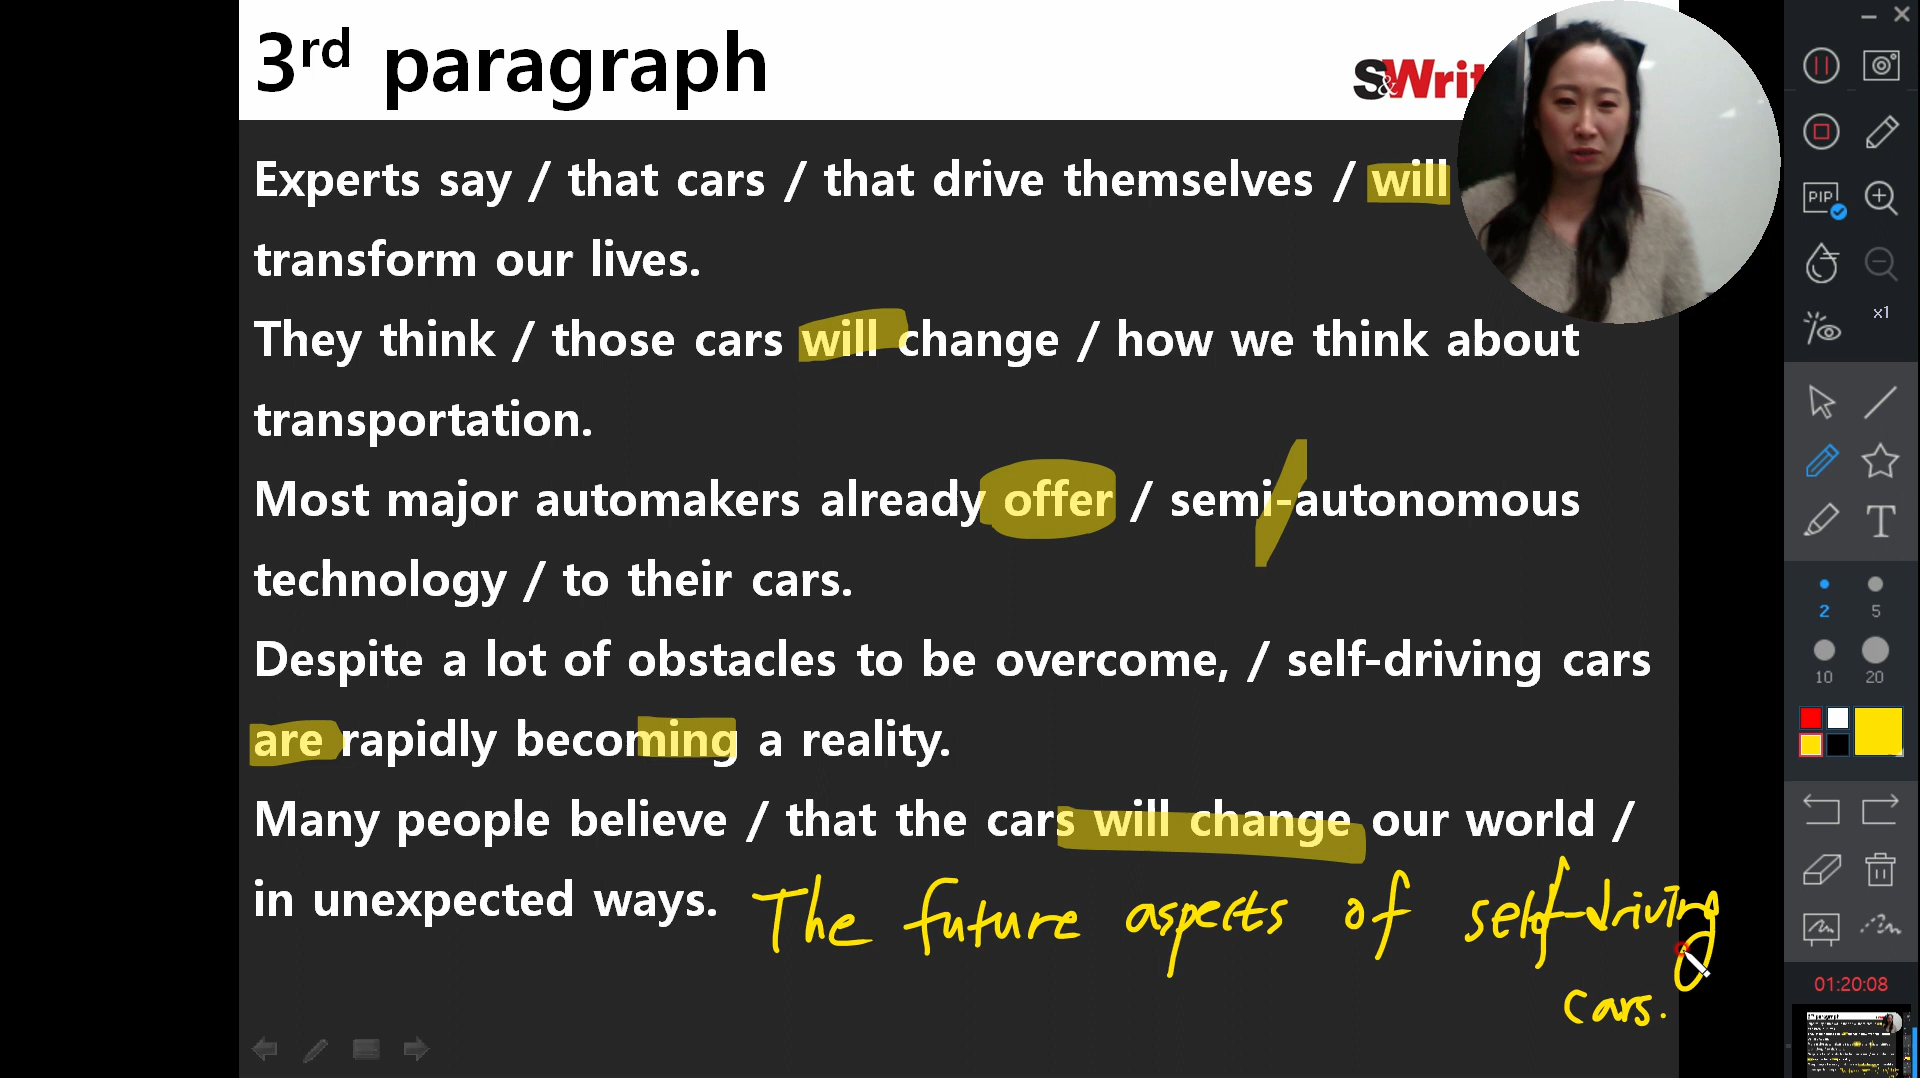 3rd paragraph
S&Writ
Experts say / that cars / that drive themselves / will
transform our lives.
They think / those cars will change / how we think about
transportation.
Most major automakers already offer / semi-autonomous
technology / to their cars.
Despite a lot of obstacles to be overcome, / self-driving cars
are rapidly becoming a reality.
Many people believe / that the cars will change our world /
in unexpected ways.
The future aspects of self-driving
cars.
PIP
x1
T
2 5
10 20
01:20:08